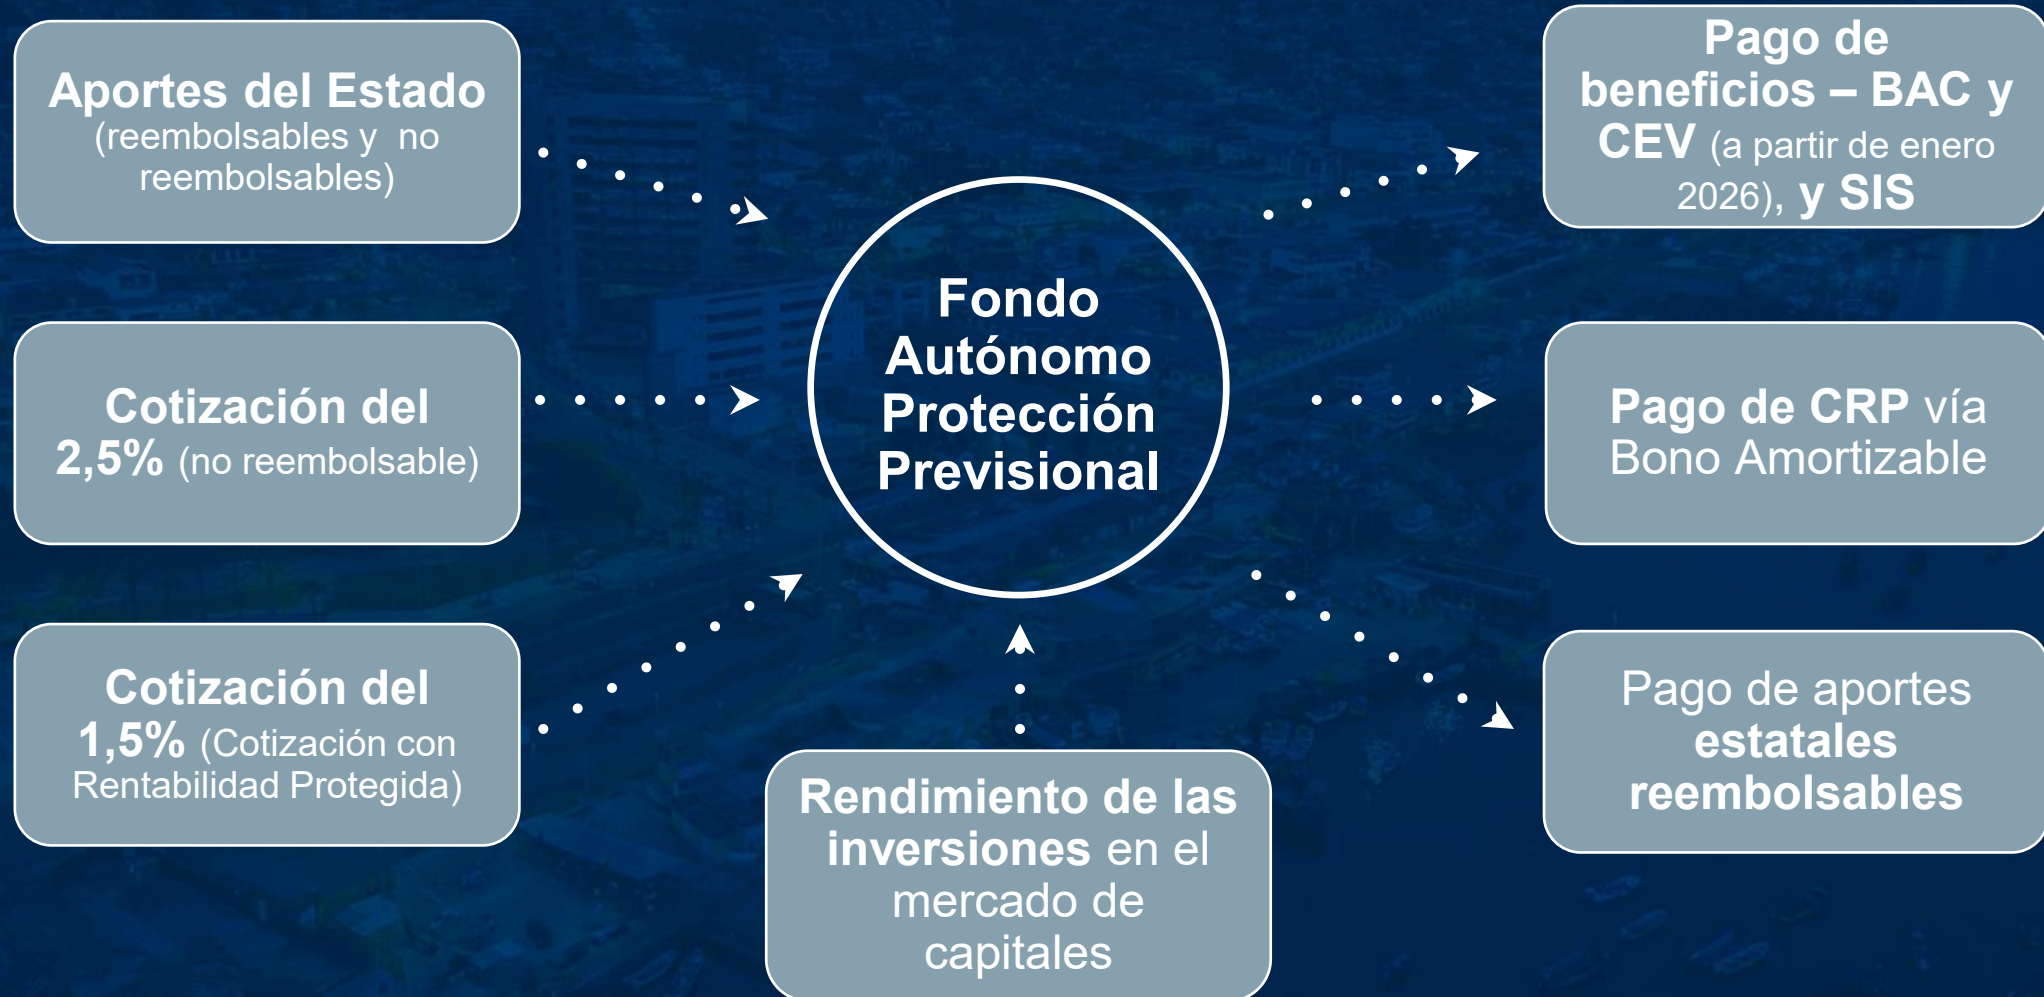 Aportes del Estado
(reembolsables y no
reembolsables)
Cotización del
2,5% (no reembolsable)
Cotización del
1,5% (Cotización con
Rentabilidad Protegida)
Fondo
Autónomo
Protección
Previsional
Rendimiento de las
inversiones en el
mercado de
capitales
Pago de
beneficios – BAC y
CEV (a partir de enero
2026), y SIS
Pago de CRP vía
Bono Amortizable
Pago de aportes
estatales
reembolsables